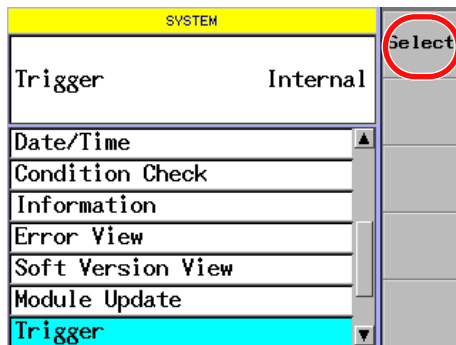 SYSTEM
Select
Trigger Internal
Date/Time
Condition Check
Information
Error View
Soft Version View
Module Update
Trigger